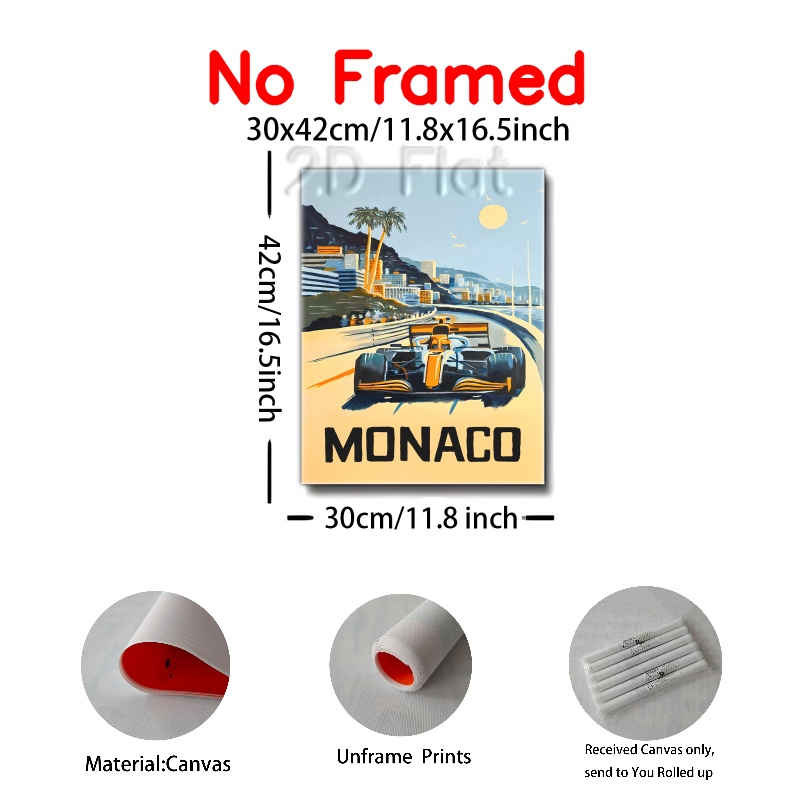 No Framed
30x42cm/11.8x16.5inch
2D Flat
42cm/16.5inch
MONACO
30cm/11.8 inch
Material:Canvas
Unframe Prints
Received Canvas only,
send to You Rolled up